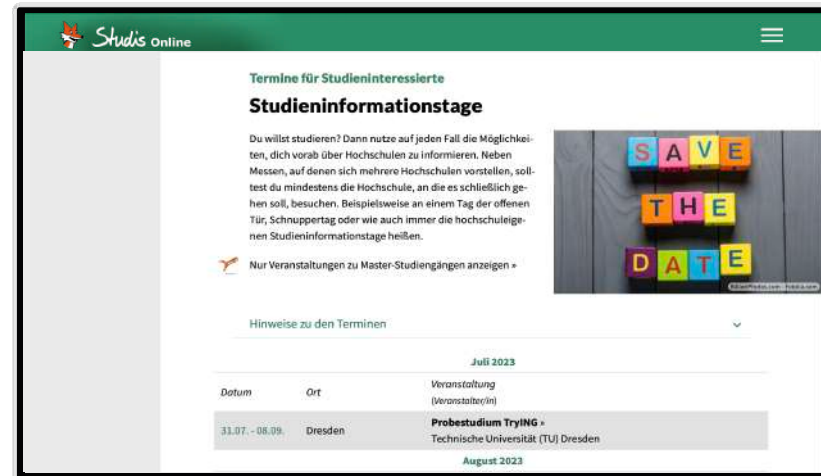 Studis Online
Termine für Studieninteressierte
Studieninformationstage
Du willst studieren? Dann nutze auf jeden Fall die Möglichkei-
ten, dich vorab über Hochschulen zu informieren. Neben
Messen, auf denen sich mehrere Hochschulen vorstellen, soll-
test du mindestens die Hochschule, an die es schließlich ge-
hen soll, besuchen. Beispielsweise an einem Tag der offenen
Tür, Schnuppertag oder wie auch immer die hochschuleige-
nen Studieninformationstage heißen.
SAVE
THE
DATE
Nur Veranstaltungen zu Master-Studiengängen anzeigen »
Hinweise zu den Terminen
Juli 2023
Datum Ort Veranstaltung
(Veranstalter/in)
31.07. - 08.09. Dresden Probestudium TryING »
Technische Universität (TU) Dresden
August 2023